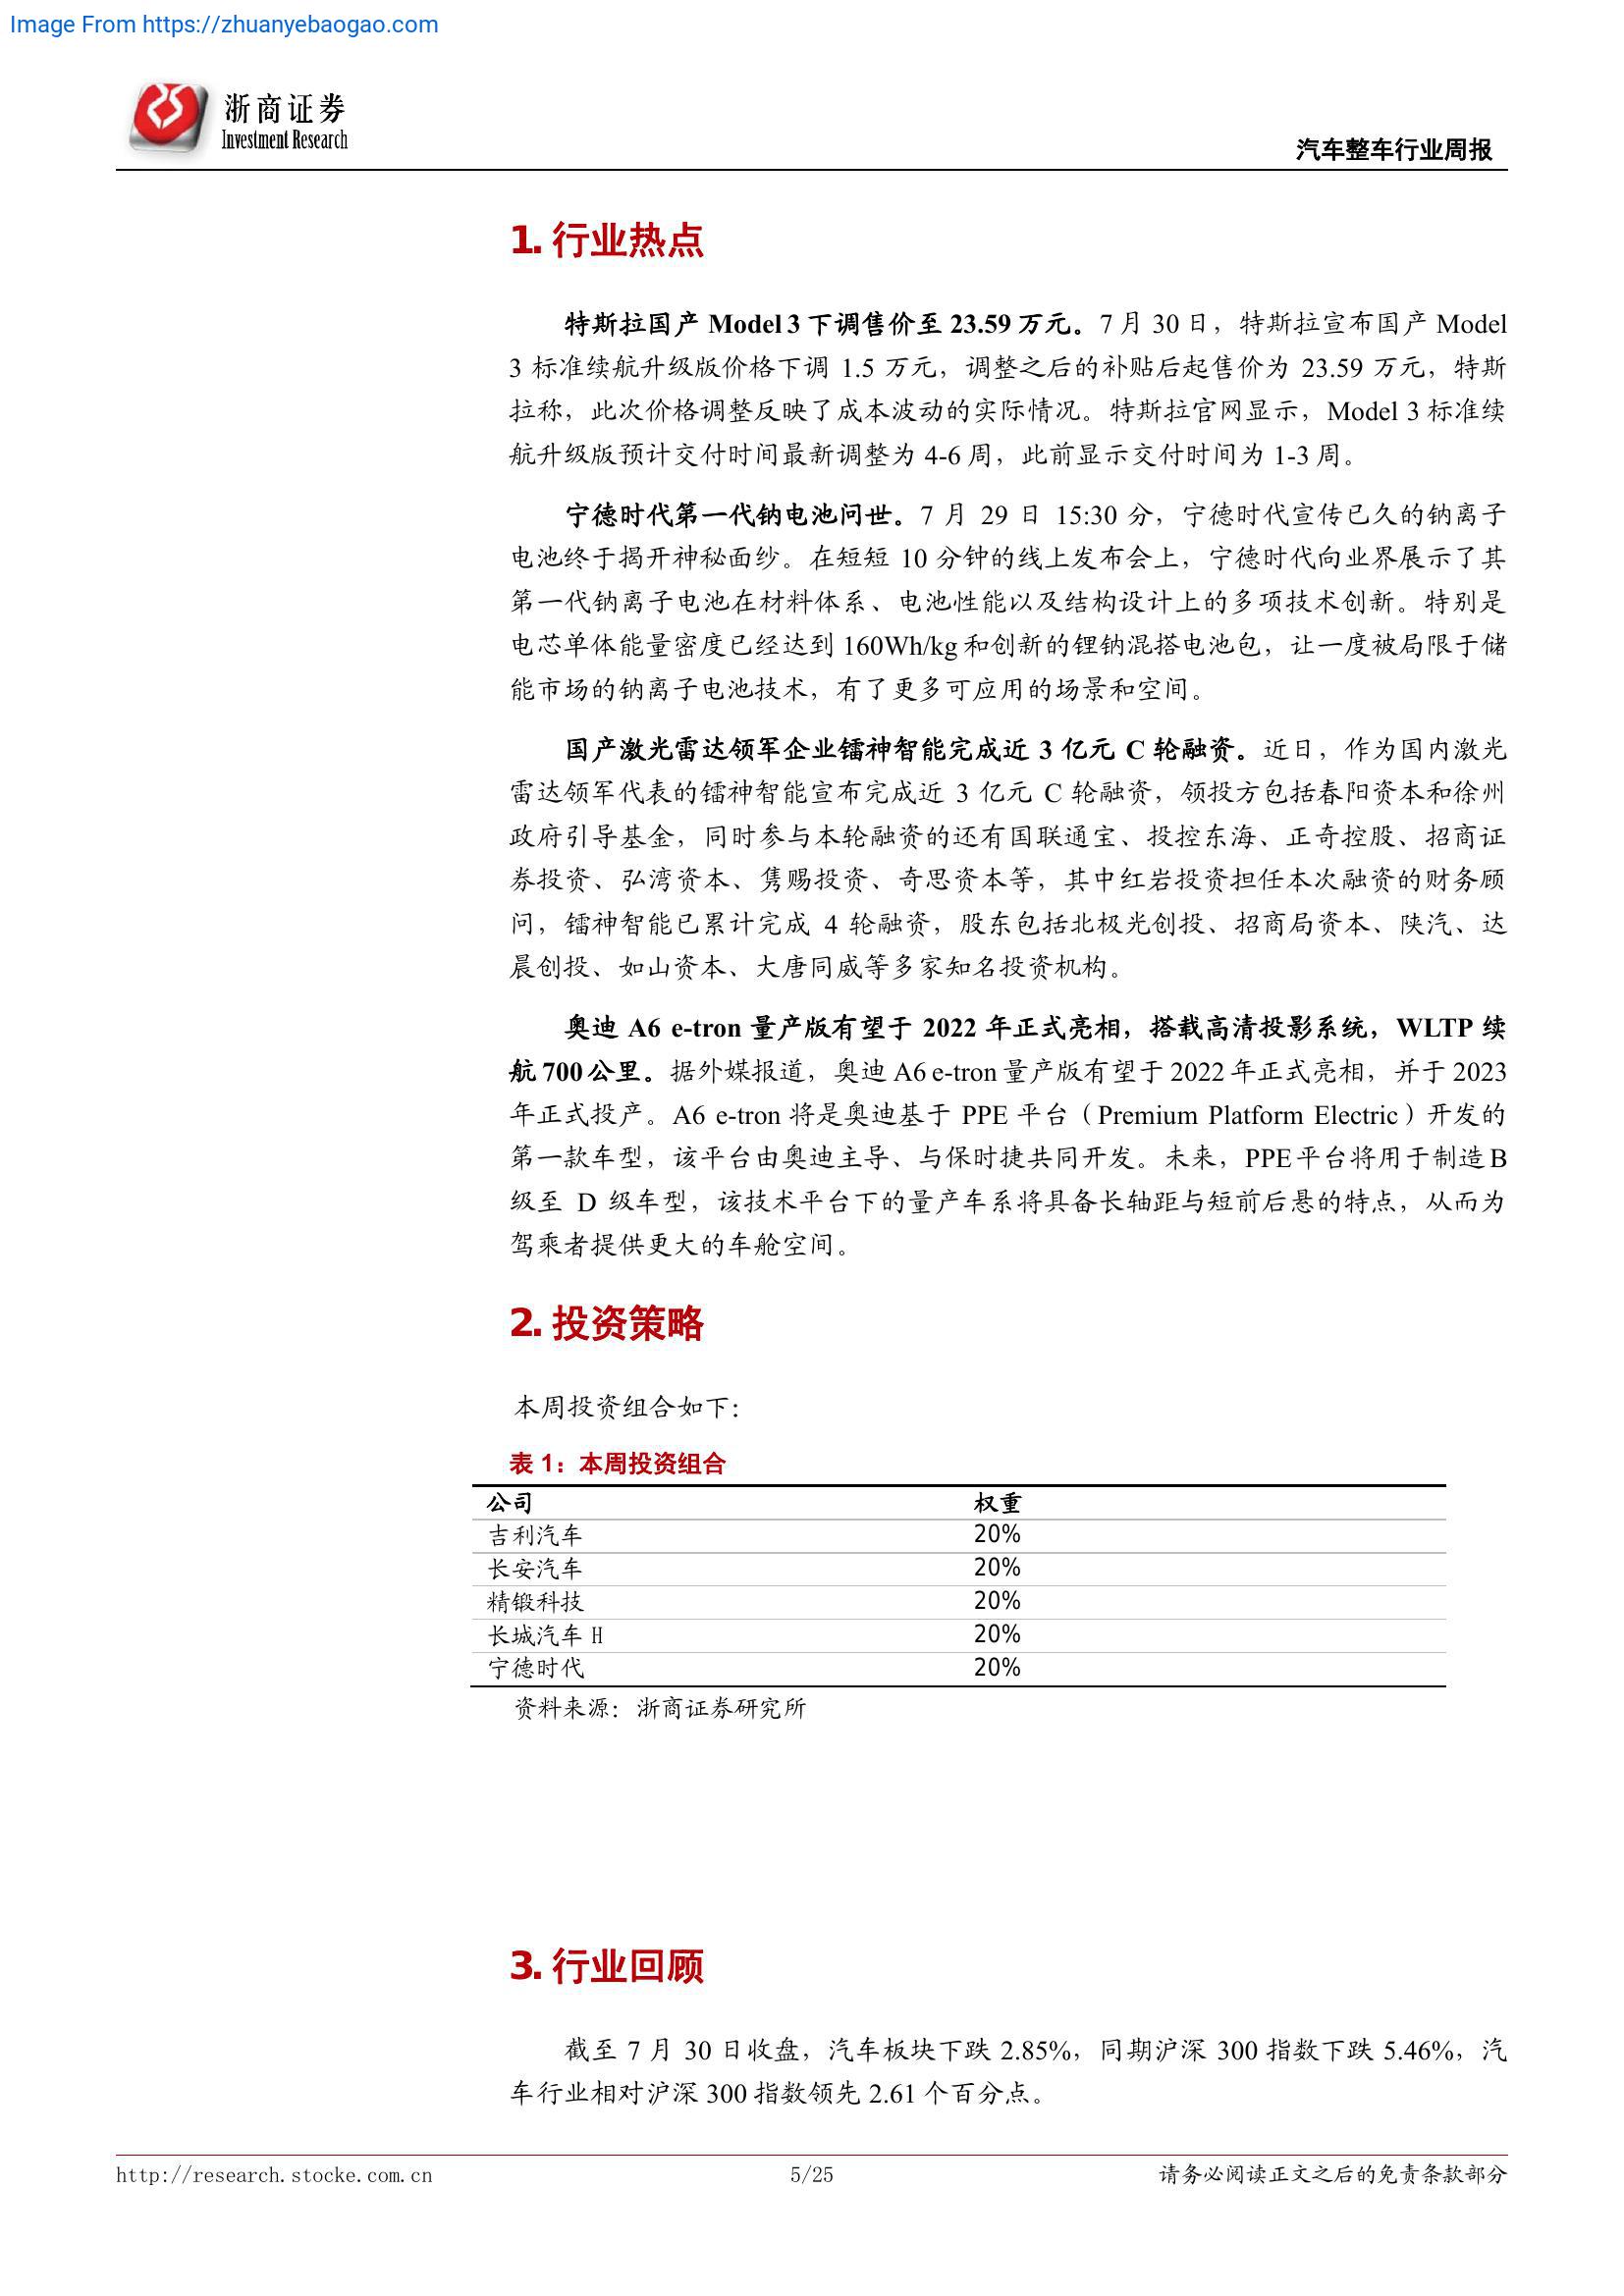 Image From https://zhuanyebaogao.com
浙商证券
Investment Research
汽车整车行业周报
1. 行业热点
特斯拉国产 Model 3 下调售价至 23.59 万元。7 月 30 日，特斯拉宣布国产 Model
3 标准续航升级版价格下调 1.5 万元，调整之后的补贴后起售价为 23.59 万元，特斯
拉称，此次价格调整反映了成本波动的实际情况。特斯拉官网显示，Model 3 标准续
航升级版预计交付时间最新调整为 4-6 周，此前显示交付时间为 1-3 周。
宁德时代第一代钠电池问世。7 月 29 日 15:30 分，宁德时代宣传已久的钠离子
电池终于揭开神秘面纱。在短短 10 分钟的线上发布会上，宁德时代向业界展示了其
第一代钠离子电池在材料体系、电池性能以及结构设计上的多项技术创新。特别是
电芯单体能量密度已经达到 160Wh/kg 和创新的锂钠混搭电池包，让一度被局限于储
能市场的钠离子电池技术，有了更多可应用的场景和空间。
国产激光雷达领军企业镭神智能完成近 3 亿元 C 轮融资。近日，作为国内激光
雷达领军代表的镭神智能宣布完成近 3 亿元 C 轮融资，领投方包括春阳资本和徐州
政府引导基金，同时参与本轮融资的还有国联通宝、投控东海、正奇控股、招商证
券投资、弘湾资本、隽赐投资、奇思资本等，其中红岩投资担任本次融资的财务顾
问，镭神智能已累计完成 4 轮融资，股东包括北极光创投、招商局资本、陕汽、达
晨创投、如山资本、大唐同威等多家知名投资机构。
奥迪 A6 e-tron 量产版有望于 2022 年正式亮相，搭载高清投影系统，WLTP 续
航 700 公里。据外媒报道，奥迪 A6 e-tron 量产版有望于 2022 年正式亮相，并于 2023
年正式投产。A6 e-tron 将是奥迪基于 PPE 平台（Premium Platform Electric）开发的
第一款车型，该平台由奥迪主导、与保时捷共同开发。未来，PPE 平台将用于制造 B
级至 D 级车型，该技术平台下的量产车系将具备长轴距与短前后悬的特点，从而为
驾乘者提供更大的车舱空间。
2. 投资策略
本周投资组合如下：
表 1：本周投资组合
公司 权重
吉利汽车 20%
长安汽车 20%
精锻科技 20%
长城汽车 H 20%
宁德时代 20%
资料来源：浙商证券研究所
3. 行业回顾
截至 7 月 30 日收盘，汽车板块下跌 2.85%，同期沪深 300 指数下跌 5.46%，汽
车行业相对沪深 300 指数领先 2.61 个百分点。
http://research.stocke.com.cn 5/25 请务必阅读正文之后的免责条款部分